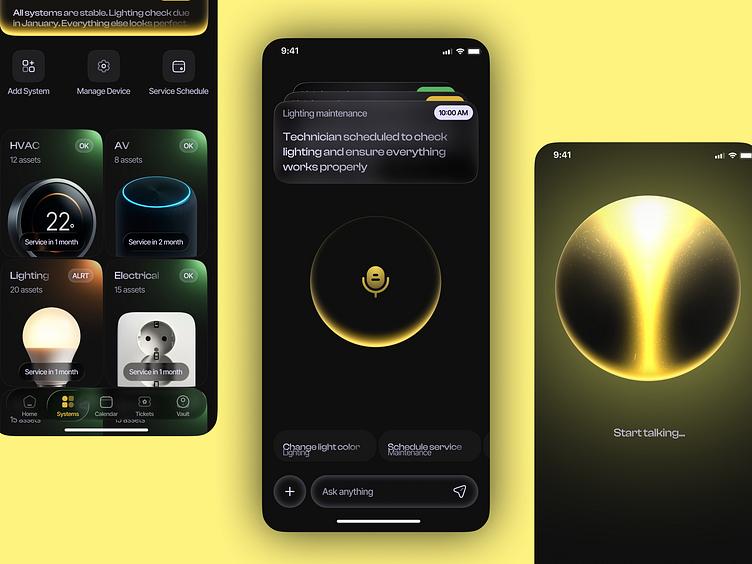 All systems are stable. Lighting check due
in January. Everything else looks perfect.
Add System
Manage Device
Service Schedule
HVAC
OK
12 assets
22°
Service in 1 month
AV
OK
8 assets
Service in 2 month
Lighting
ALRT
20 assets
Service in 1 month
Electrical
OK
15 assets
Service in 1 month
Home
Systems
Calendar
Tickets
Vault
15 assets
9:41
Lighting maintenance
10:00 AM
Technician scheduled to check
lighting and ensure everything
works properly
Change light color
Lighting
Schedule service
Maintenance
Ask anything
9:41
Start talking...